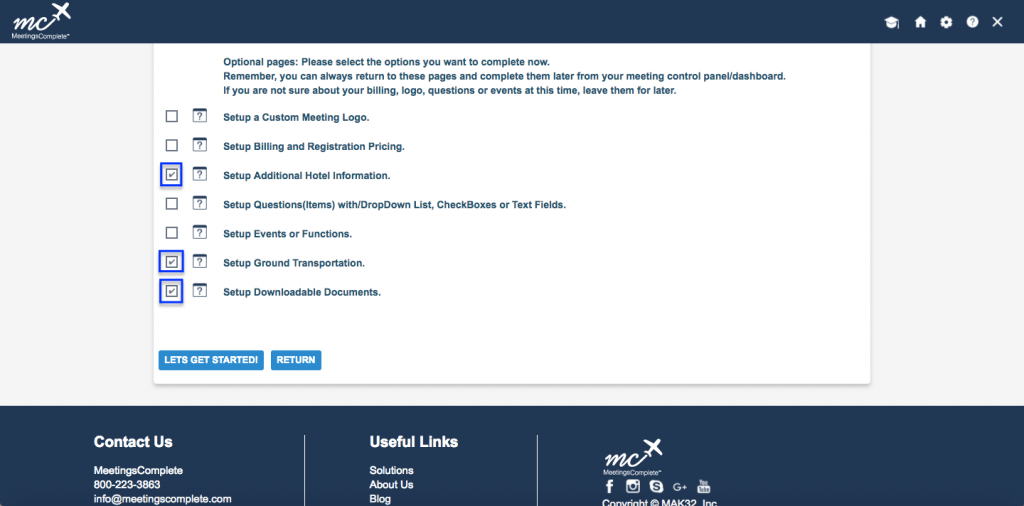 mc
MeetingsComplete™
Optional pages: Please select the options you want to complete now.
Remember, you can always return to these pages and complete them later from your meeting control panel/dashboard.
If you are not sure about your billing, logo, questions or events at this time, leave them for later.
? Setup a Custom Meeting Logo.
? Setup Billing and Registration Pricing.
? Setup Additional Hotel Information.
? Setup Questions(Items) with/DropDown List, CheckBoxes or Text Fields.
? Setup Events or Functions.
? Setup Ground Transportation.
? Setup Downloadable Documents.
LETS GET STARTED! RETURN
Contact Us
MeetingsComplete
800-223-3863
info@meetingscomplete.com
Useful Links
Solutions
About Us
Blog
mc
MeetingsComplete™
Copyright © MAK32, Inc